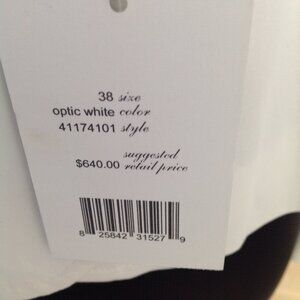 38 size
optic white color
41174101 style
suggested
$640.00 retail price
8 25842 31527 9